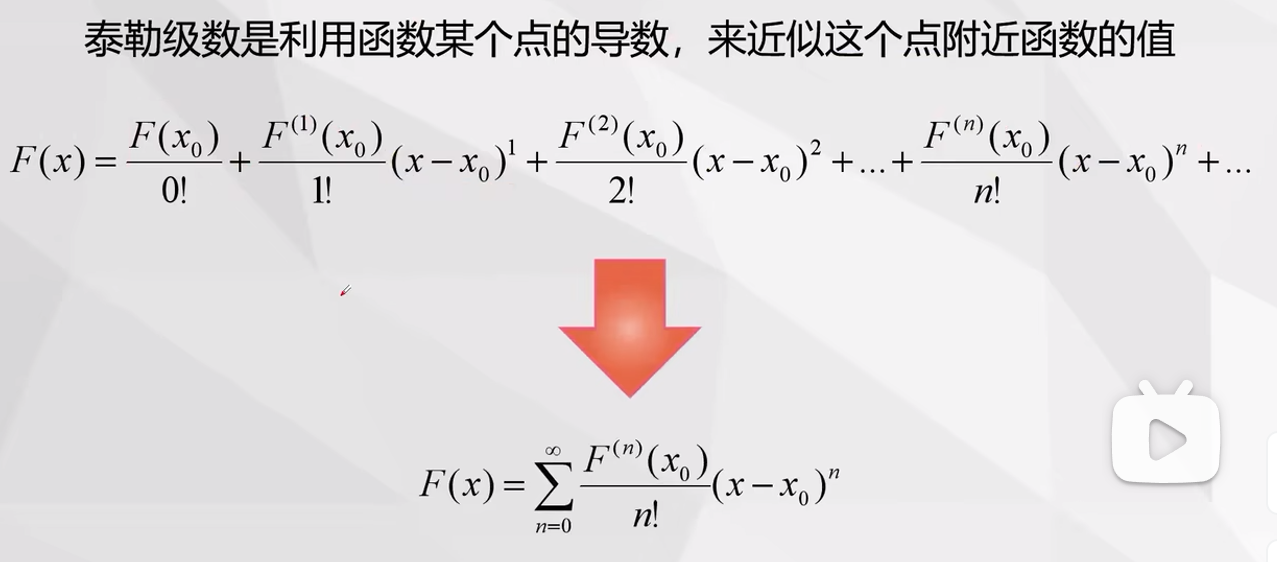 泰勒级数是利用函数某个点的导数，来近似这个点附近函数的值
F(x) = \frac{F(x_0)}{0!} + \frac{F^{(1)}(x_0)}{1!}(x-x_0)^1 + \frac{F^{(2)}(x_0)}{2!}(x-x_0)^2 + ... + \frac{F^{(n)}(x_0)}{n!}(x-x_0)^n + ...
F(x) = \sum_{n=0}^{\infty} \frac{F^{(n)}(x_0)}{n!}(x-x_0)^n